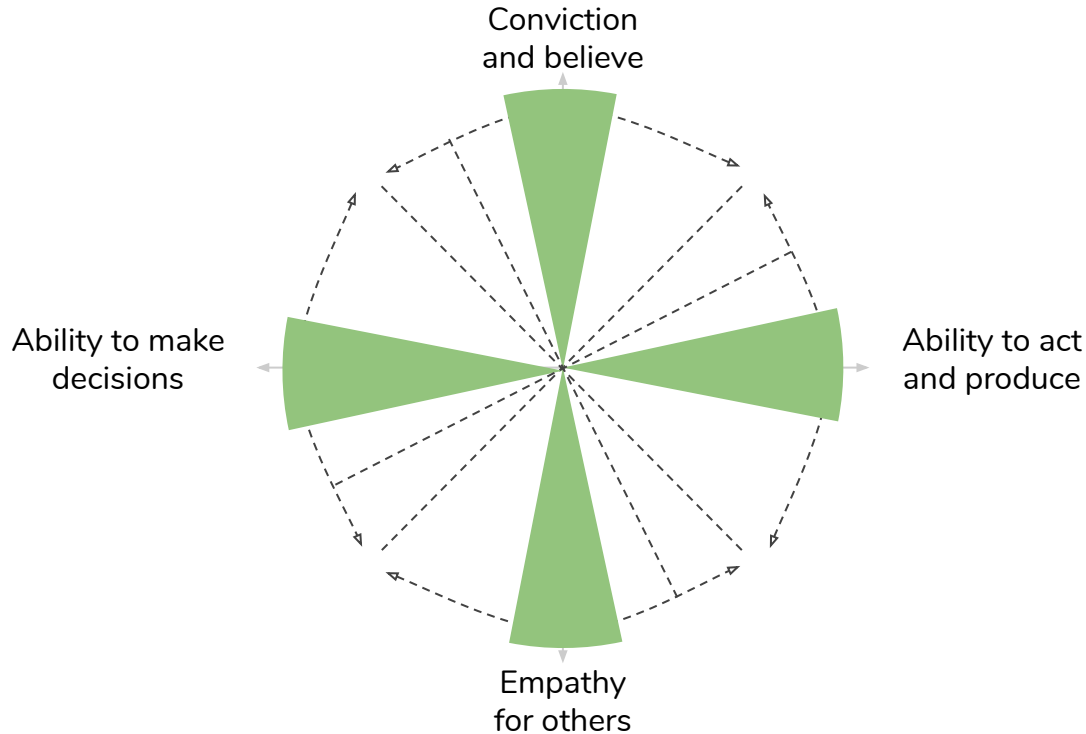 Conviction
and believe
Ability to make
decisions
Ability to act
and produce
Empathy
for others